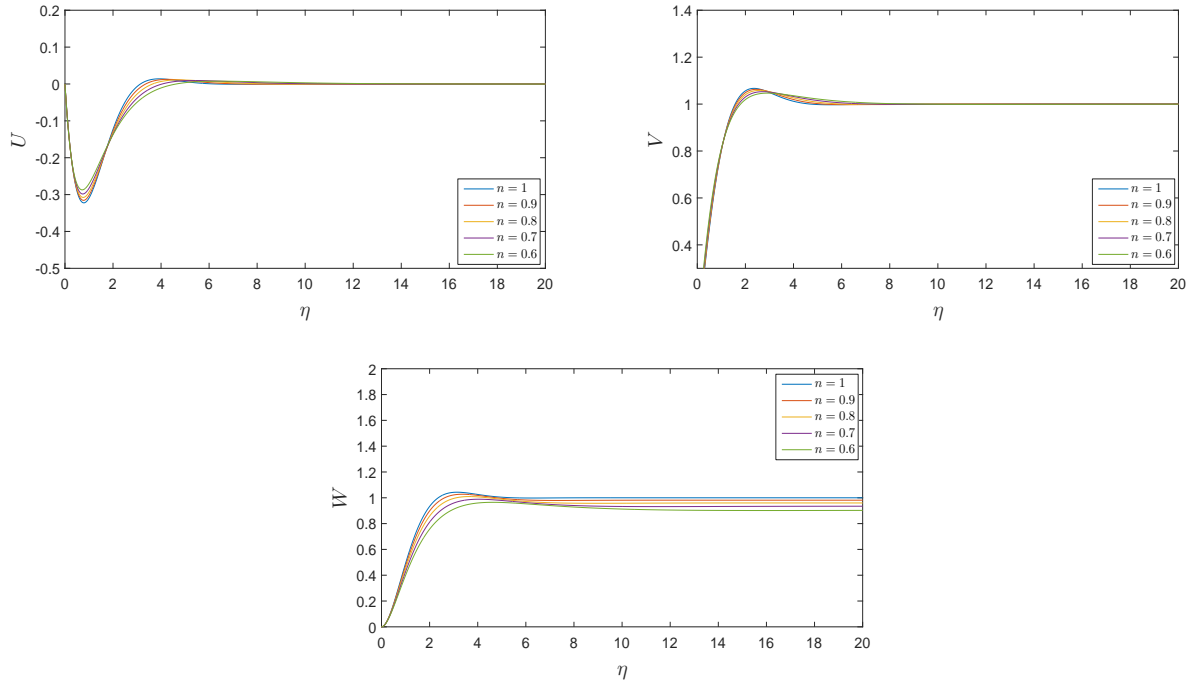 0.2
0.1
0
-0.1
-0.2
-0.3
-0.4
-0.5
U
0 2 4 6 8 10 12 14 16 18 20
η
n = 1
n = 0.9
n = 0.8
n = 0.7
n = 0.6
1.4
1.2
1
0.8
0.6
0.4
V
0 2 4 6 8 10 12 14 16 18 20
η
n = 1
n = 0.9
n = 0.8
n = 0.7
n = 0.6
2
1.8
1.6
1.4
1.2
1
0.8
0.6
0.4
0.2
0
W
0 2 4 6 8 10 12 14 16 18 20
η
n = 1
n = 0.9
n = 0.8
n = 0.7
n = 0.6